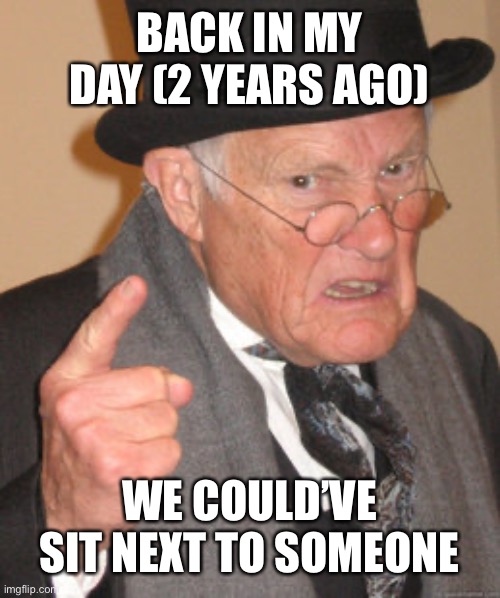 BACK IN MY
DAY (2 YEARS AGO)
WE COULD'VE
SIT NEXT TO SOMEONE
imgflip.com